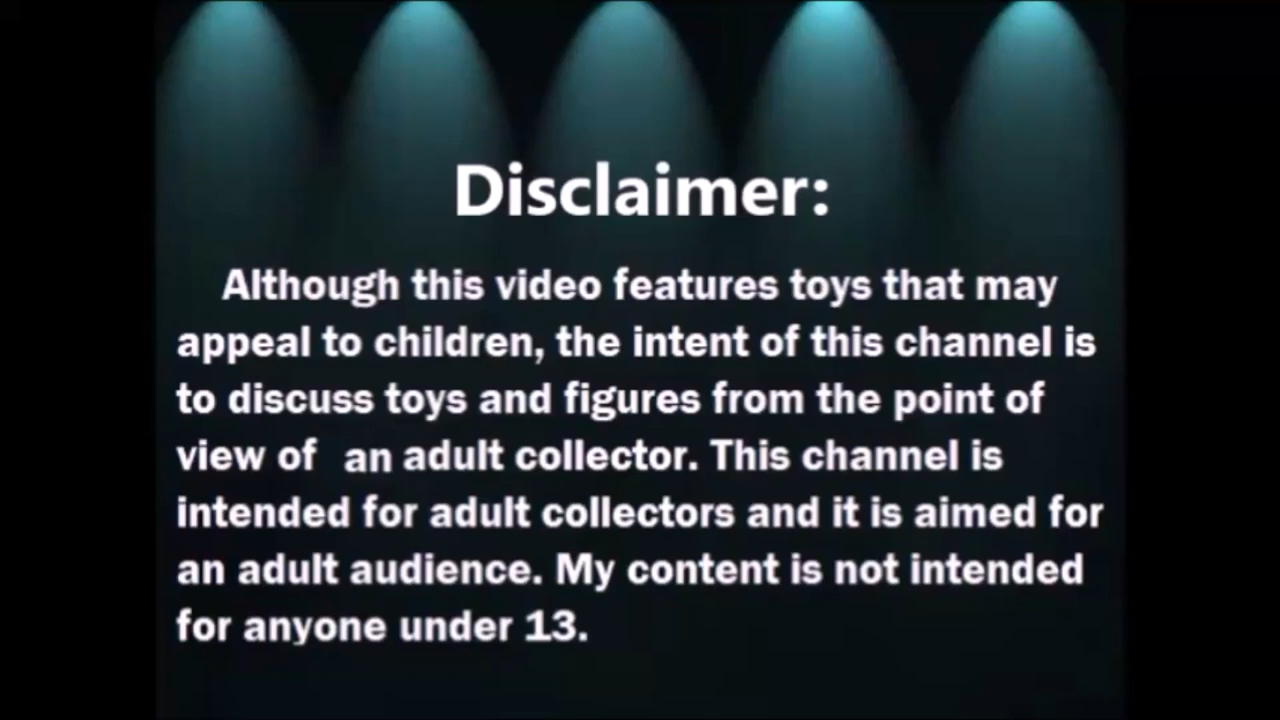 Disclaimer:
Although this video features toys that may
appeal to children, the intent of this channel is
to discuss toys and figures from the point of
view of an adult collector. This channel is
intended for adult collectors and it is aimed for
an adult audience. My content is not intended
for anyone under 13.